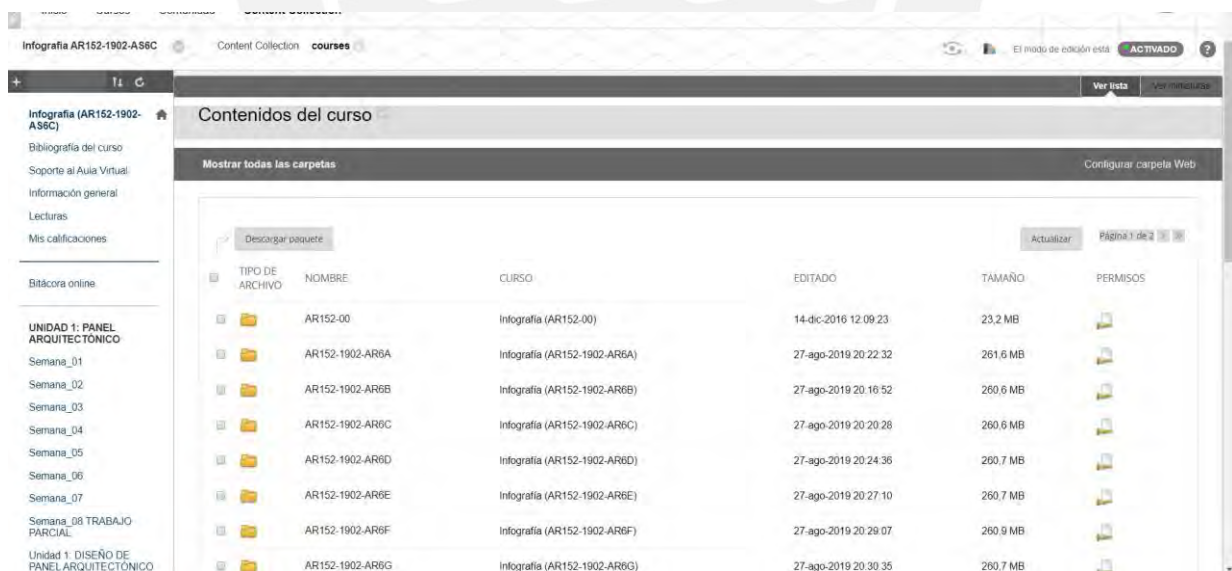 Infografia AR152-1902-AS6C
Content Collection courses
El modo de edición está ACTIVADO ?
Ver lista
Infografía (AR152-1902-AS6C)
Bibliografía del curso
Soporte al Aula Virtual
Información general
Lecturas
Mis calificaciones
Bitácora online
UNIDAD 1: PANEL
ARQUITECTÓNICO
Semana_01
Semana_02
Semana_03
Semana_04
Semana_05
Semana_06
Semana_07
Semana_08 TRABAJO
PARCIAL
Unidad 1: DISEÑO DE
PANEL ARQUITECTÓNICO
Contenidos del curso
Mostrar todas las carpetas Configurar carpeta Web
Descargar paquete Actualizar Página 1 de 2
TIPO DE ARCHIVO NOMBRE CURSO EDITADO TAMAÑO PERMISOS
AR152-00 Infografía (AR152-00) 14-dic-2016 12:09:23 23,2 MB
AR152-1902-AR6A Infografía (AR152-1902-AR6A) 27-ago-2019 20:22:32 261,6 MB
AR152-1902-AR6B Infografía (AR152-1902-AR6B) 27-ago-2019 20:16:52 260,6 MB
AR152-1902-AR6C Infografía (AR152-1902-AR6C) 27-ago-2019 20:20:28 260,6 MB
AR152-1902-AR6D Infografía (AR152-1902-AR6D) 27-ago-2019 20:24:36 260,7 MB
AR152-1902-AR6E Infografía (AR152-1902-AR6E) 27-ago-2019 20:27:10 260,7 MB
AR152-1902-AR6F Infografía (AR152-1902-AR6F) 27-ago-2019 20:29:07 260,9 MB
AR152-1902-AR6G Infografía (AR152-1902-AR6G) 27-ago-2019 20:30:35 260,7 MB